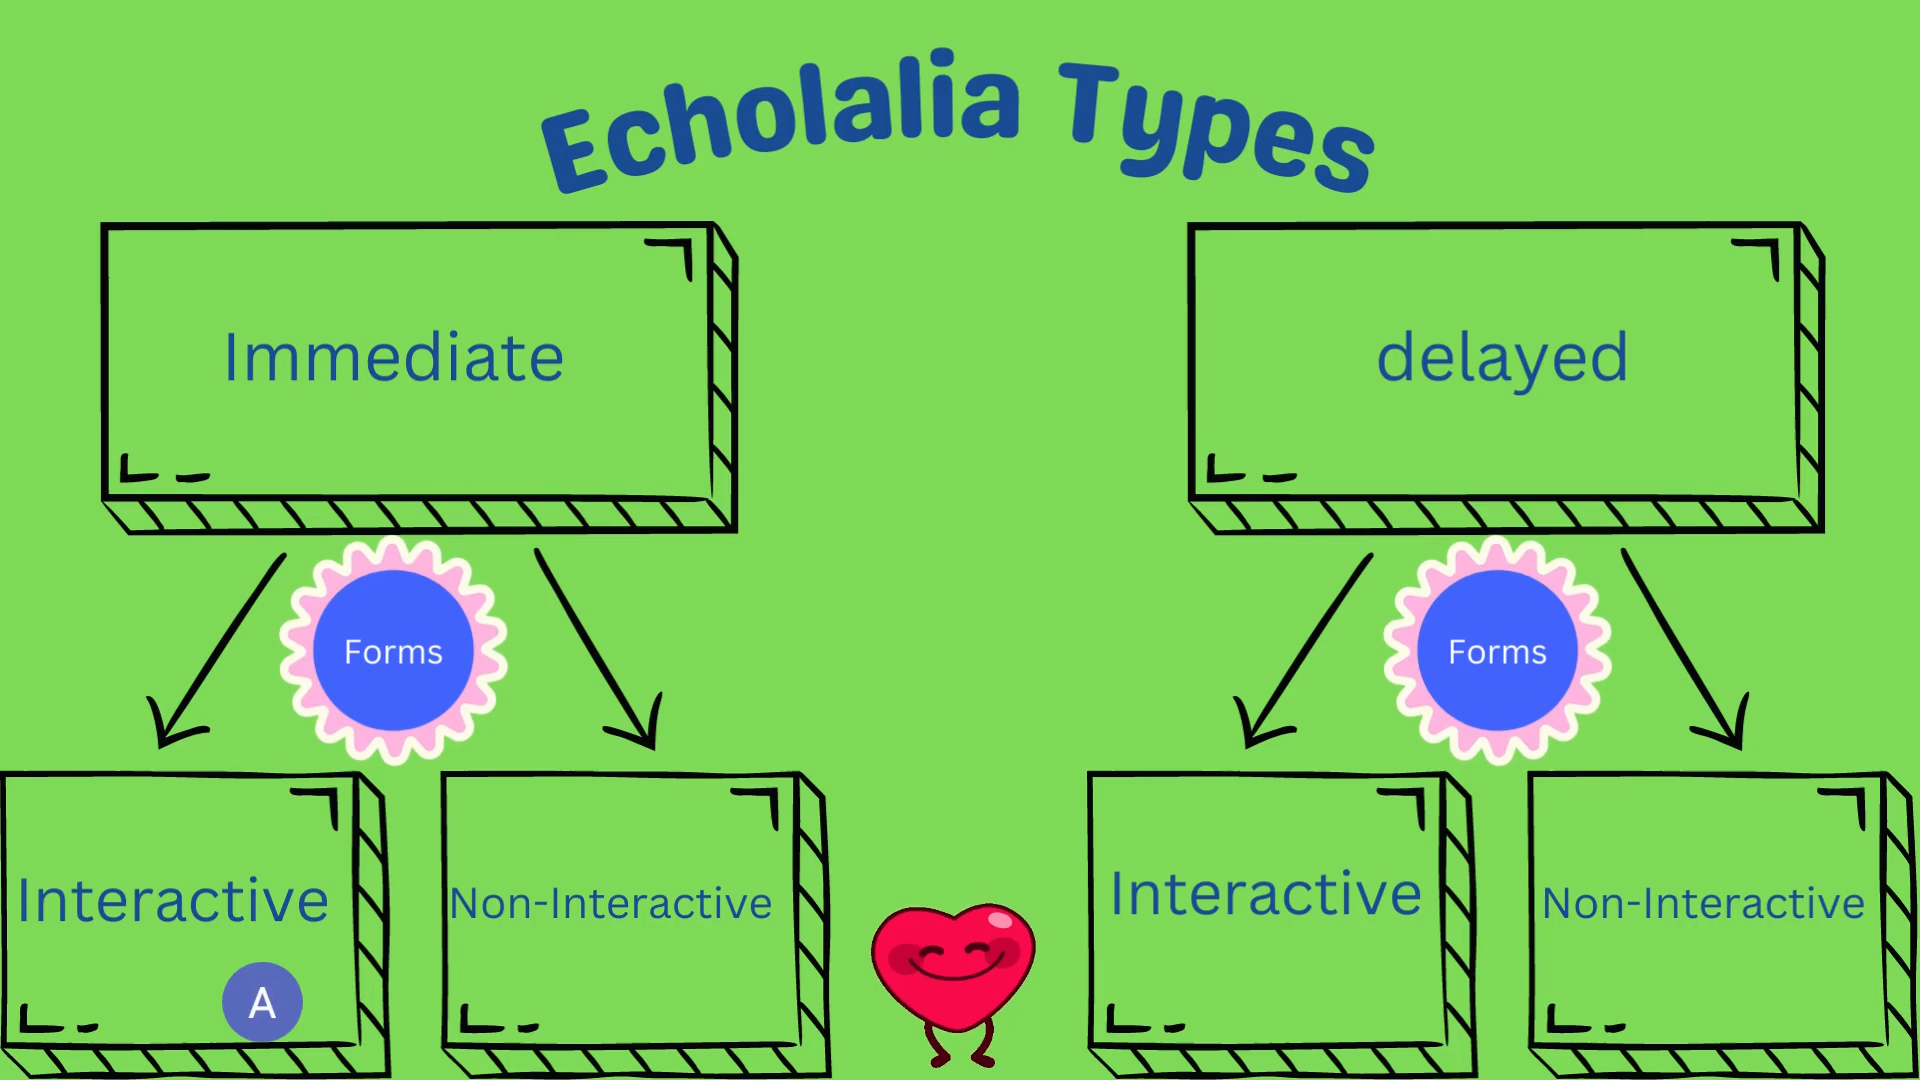 Echolalia Types
Immediate
delayed
Forms
Forms
Interactive
Non-Interactive
Interactive
Non-Interactive
A